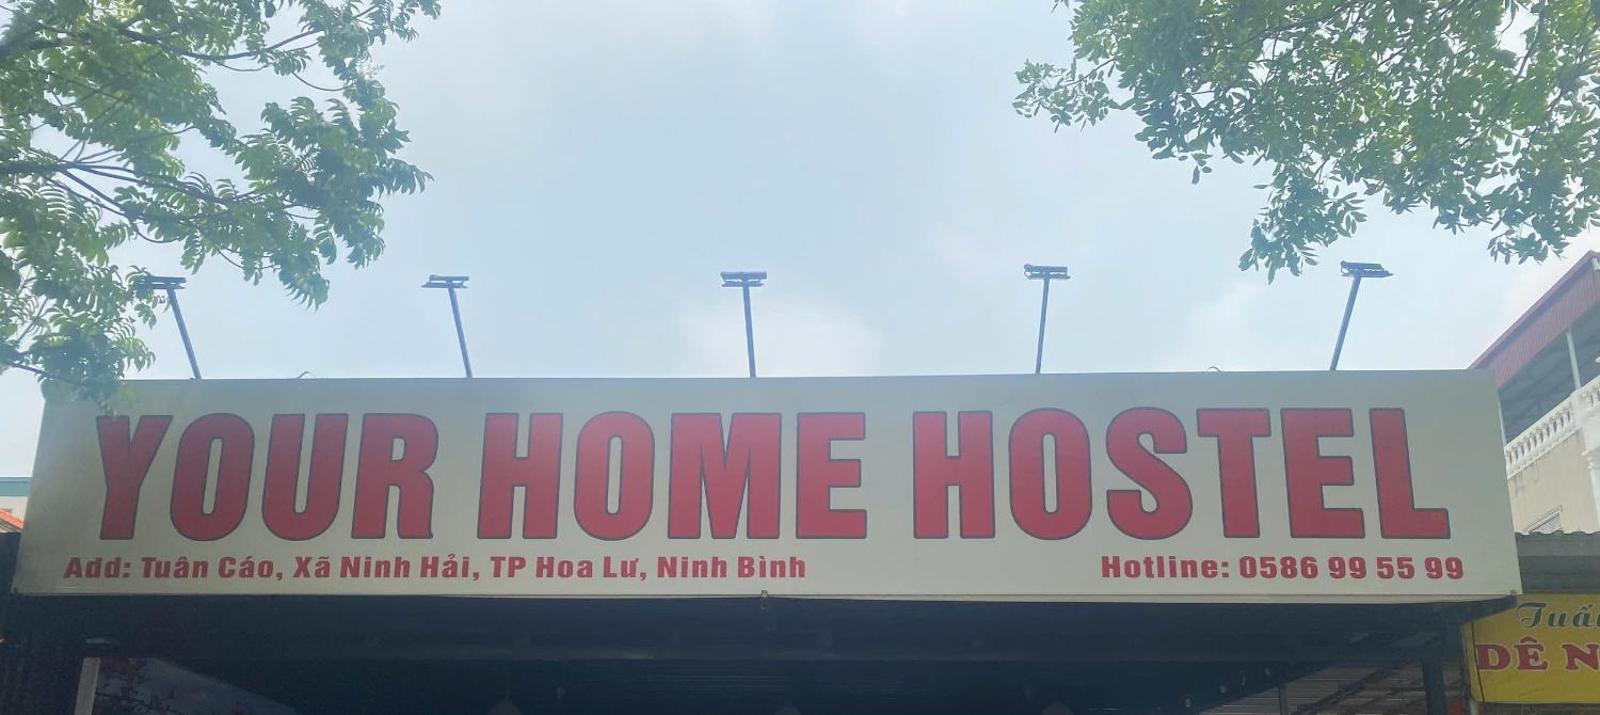 YOUR HOME HOSTEL
Add: Tuân Cáo, Xã Ninh Hải, TP Hoa Lư, Ninh Bình
Hotline: 0586 99 55 99
DÊ